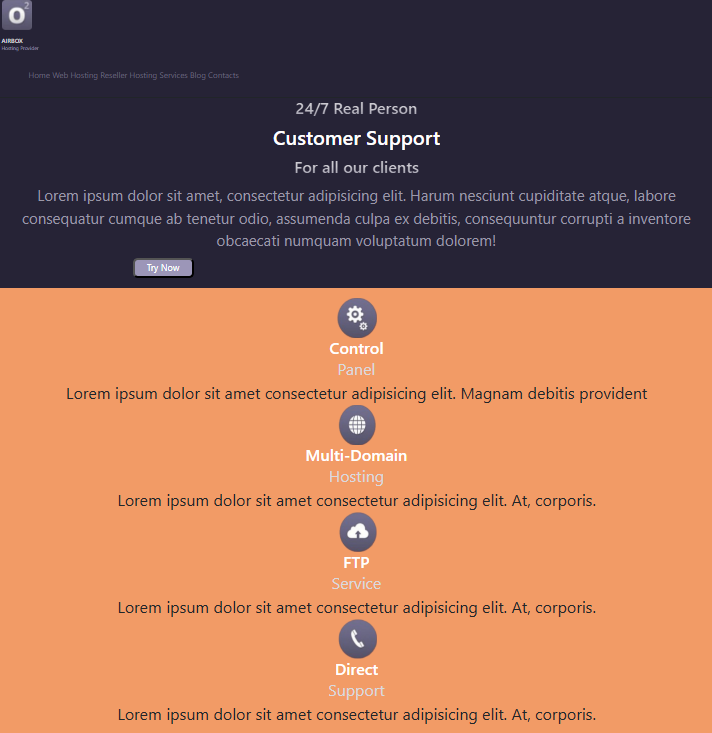 O2
AIRBOX
Hosting Provider
Home Web Hosting Reseller Hosting Services Blog Contacts
24/7 Real Person
Customer Support
For all our clients
Lorem ipsum dolor sit amet, consectetur adipisicing elit. Harum nesciunt cupiditate atque, labore
consequatur cumque ab tenetur odio, assumenda culpa ex debitis, consequuntur corrupti a inventore
obcaecati numquam voluptatum dolorem!
Try Now
Control
Panel
Lorem ipsum dolor sit amet consectetur adipisicing elit. Magnam debitis provident
Multi-Domain
Hosting
Lorem ipsum dolor sit amet consectetur adipisicing elit. At, corporis.
FTP
Service
Lorem ipsum dolor sit amet consectetur adipisicing elit. At, corporis.
Direct
Support
Lorem ipsum dolor sit amet consectetur adipisicing elit. At, corporis.